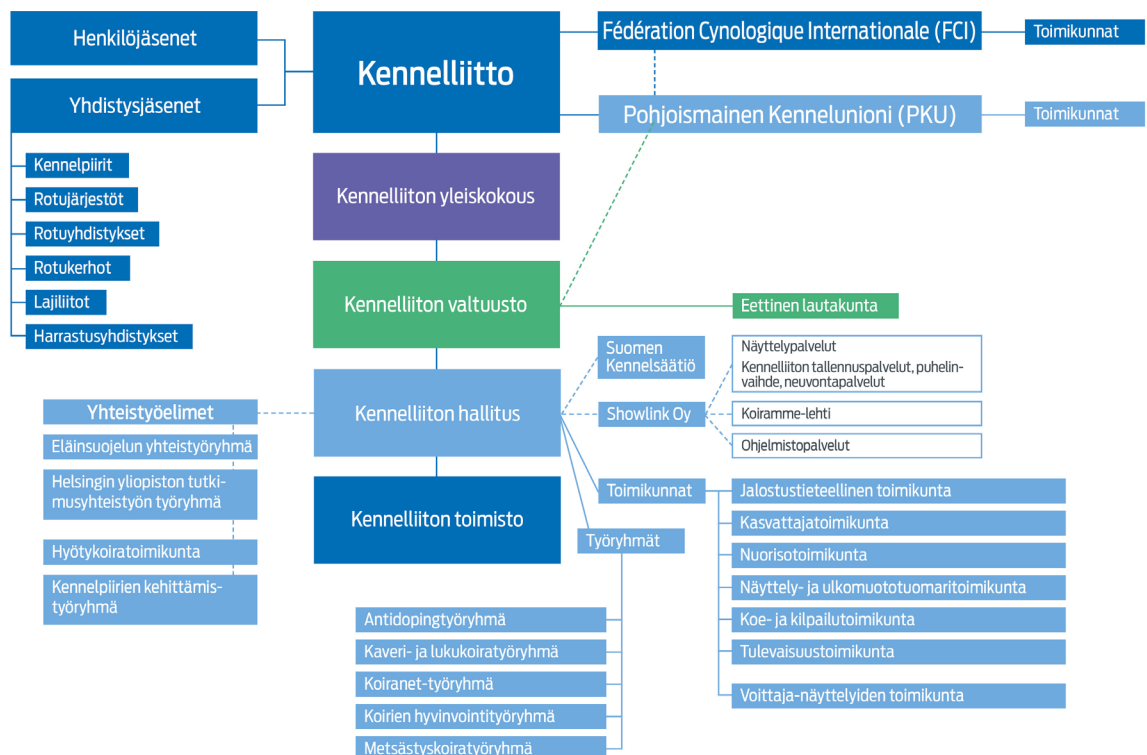 Henkilöjäsenet
Yhdistysjäsenet
Kennelpiirit
Rotujärjestöt
Rotuyhdistykset
Rotukerhot
Lajiliitot
Harrastusyhdistykset
Kennelliitto
Fédération Cynologique Internationale (FCI)
Toimikunnat
Pohjoismainen Kennelunioni (PKU)
Toimikunnat
Kennelliiton yleiskokous
Kennelliiton valtuusto
Eettinen lautakunta
Kennelliiton hallitus
Suomen
Kennelsäätiö
Showlink Oy
Näyttelypalvelut
Kennelliiton tallennuspalvelut, puhelin-
vaihde, neuvontapalvelut
Koiramme-lehti
Ohjelmistopalvelut
Yhteistyöelimet
Eläinsuojelun yhteistyöryhmä
Helsingin yliopiston tutki-
musyhteistyön työryhmä
Hyötykoiratoimikunta
Kennelpiirien kehittämis-
työryhmä
Kennelliiton toimisto
Toimikunnat
Jalostustieteellinen toimikunta
Kasvattajatoimikunta
Nuorisotoimikunta
Näyttely- ja ulkomuototuomaritoimikunta
Koe- ja kilpailutoimikunta
Tulevaisuustoimikunta
Voittaja-näyttelyiden toimikunta
Työryhmät
Antidopingtyöryhmä
Kaveri- ja lukukoiratyöryhmä
Koiranet-työryhmä
Koirien hyvinvointityöryhmä
Metsästyskoiratyöryhmä